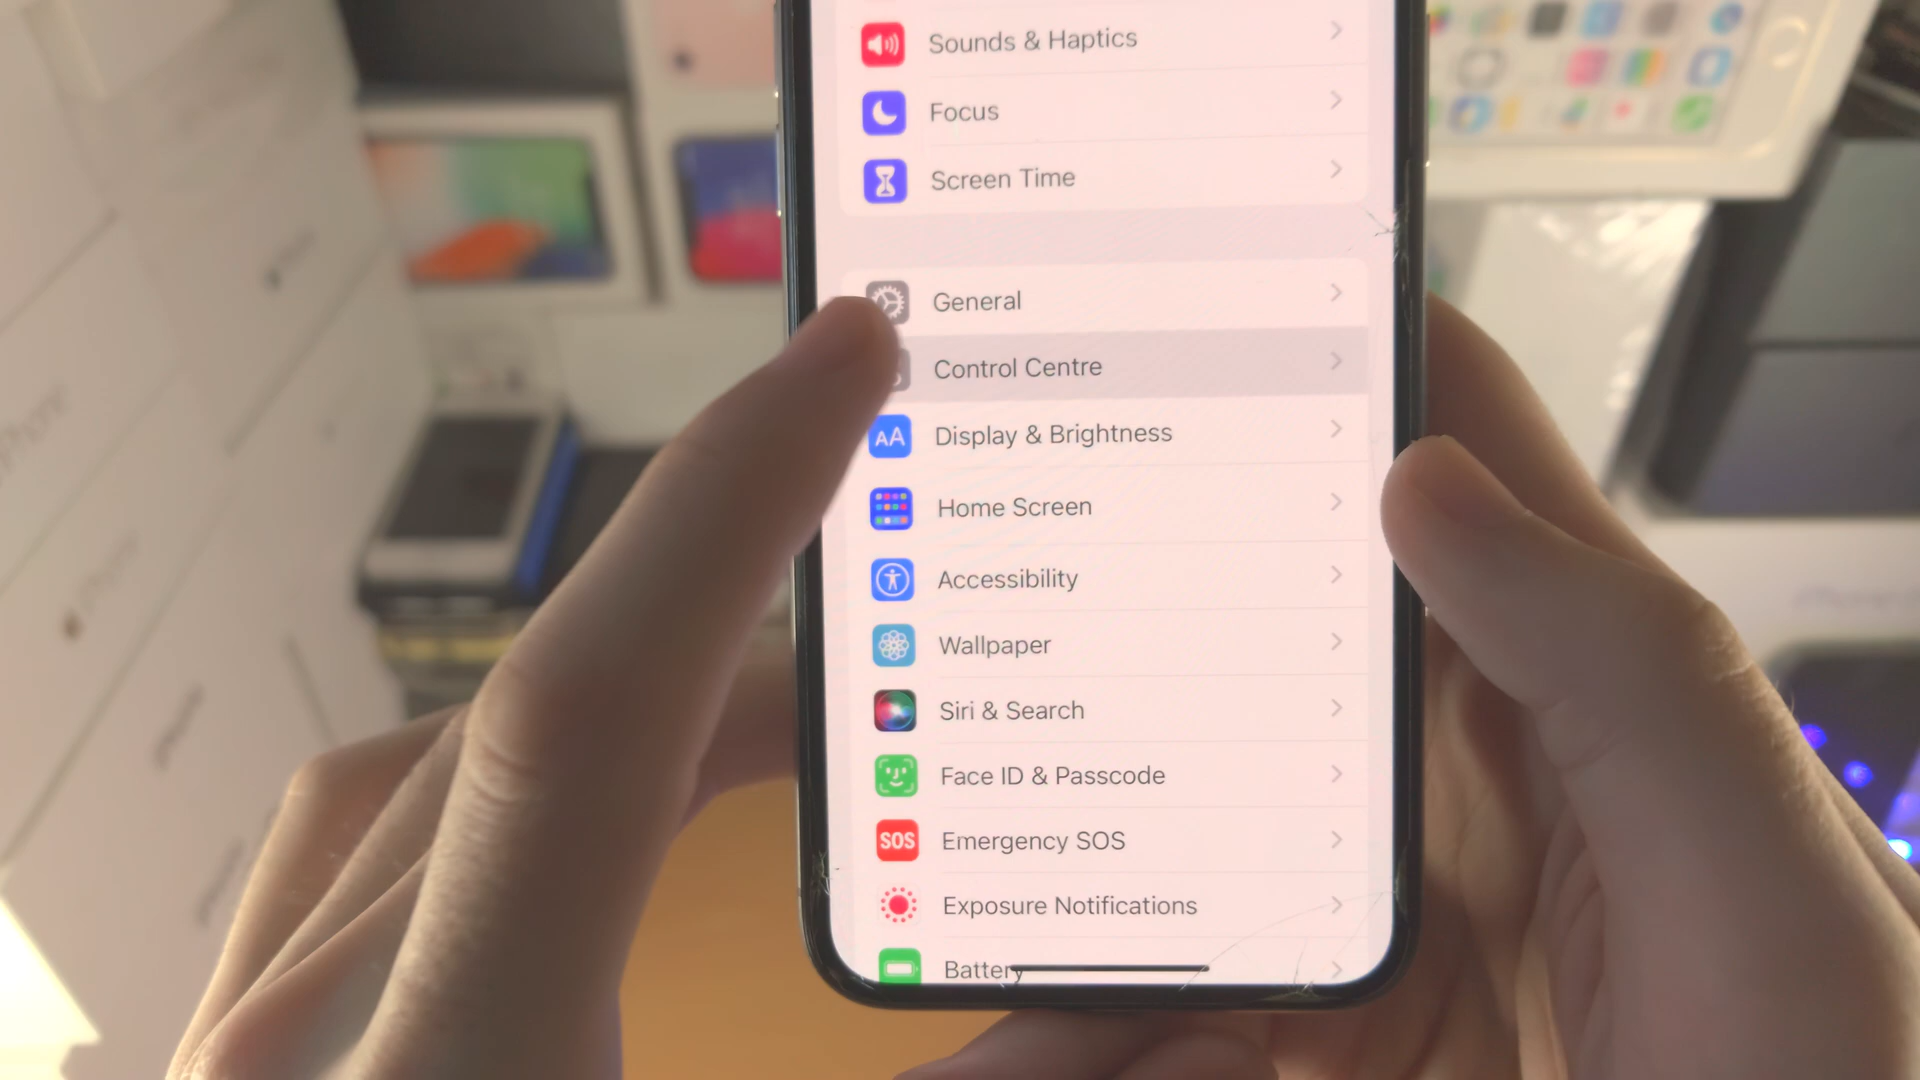 Sounds & Haptics
Focus
Screen Time
General
Control Centre
AA
Display & Brightness
Home Screen
Accessibility
Wallpaper
Siri & Search
Face ID & Passcode
SOS
Emergency SOS
Exposure Notifications
Battery